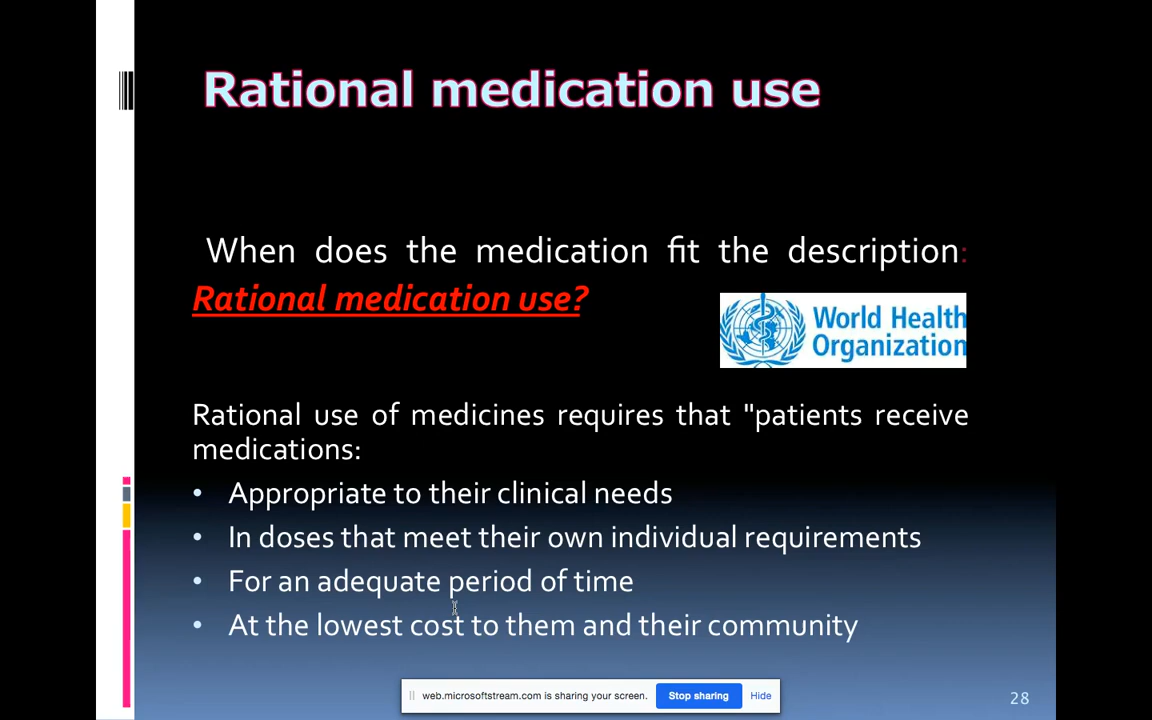 Rational medication use
When does the medication fit the description:
Rational medication use?
World Health
Organization
Rational use of medicines requires that "patients receive
medications:
• Appropriate to their clinical needs
• In doses that meet their own individual requirements
• For an adequate period of time
• At the lowest cost to them and their community
web.microsoftstream.com is sharing your screen. Stop sharing Hide
28